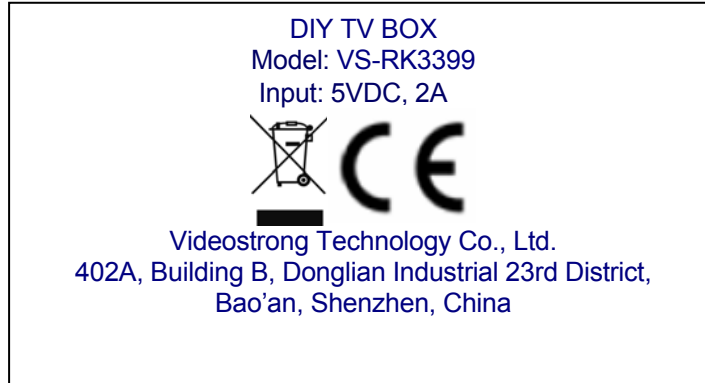 DIY TV BOX
Model: VS-RK3399
Input: 5VDC, 2A
CE
Videostrong Technology Co., Ltd.
402A, Building B, Donglian Industrial 23rd District,
Bao’an, Shenzhen, China